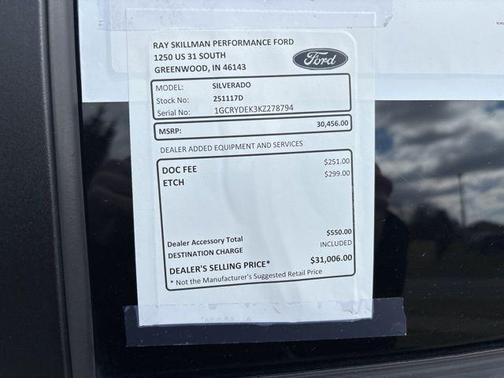 RAY SKILLMAN PERFORMANCE FORD
1250 US 31 SOUTH
GREENWOOD, IN 46143
Ford
MODEL: SILVERADO
Stock No: 251117D
Serial No: 1GCRYDEK3KZ278794
MSRP: 30,456.00
DEALER ADDED EQUIPMENT AND SERVICES
DOC FEE $251.00
ETCH $299.00
Dealer Accessory Total $550.00
DESTINATION CHARGE INCLUDED
DEALER'S SELLING PRICE* $31,006.00
* Not the Manufacturer's Suggested Retail Price